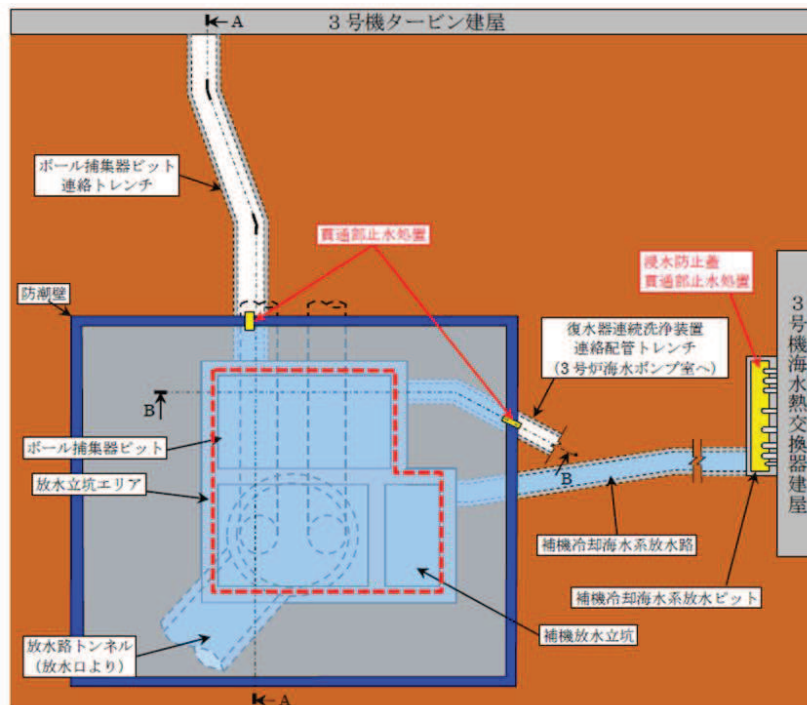 A
3号機タービン建屋
ボール捕集器ピット
連絡トレンチ
貫通部止水処置
浸水防止蓋
貫通部止水処置
防潮壁
復水器連続洗浄装置
連絡配管トレンチ
(3号炉海水ポンプ室へ)
3号機海水熱交換器建屋
B
ボール捕集器ピット
放水立坑エリア
B
補機冷却海水系放水路
補機冷却海水系放水ピット
放水路トンネル
(放水口より)
補機放水立坑
A